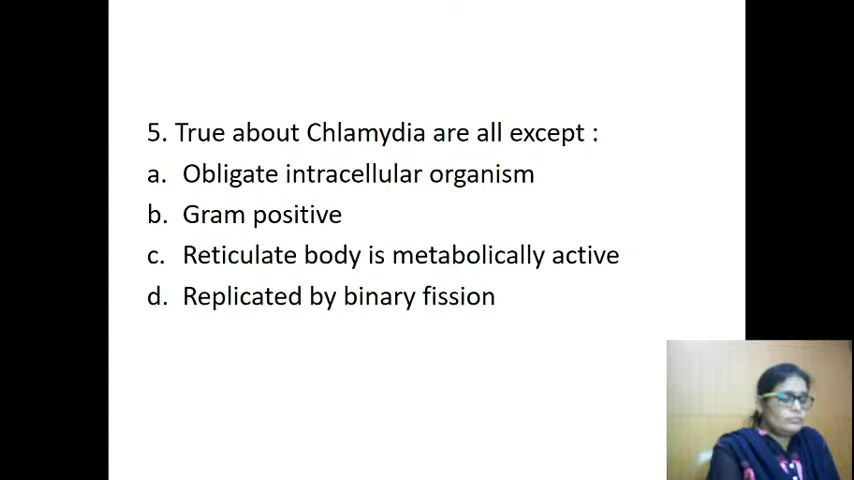 5. True about Chlamydia are all except :
a. Obligate intracellular organism
b. Gram positive
c. Reticulate body is metabolically active
d. Replicated by binary fission